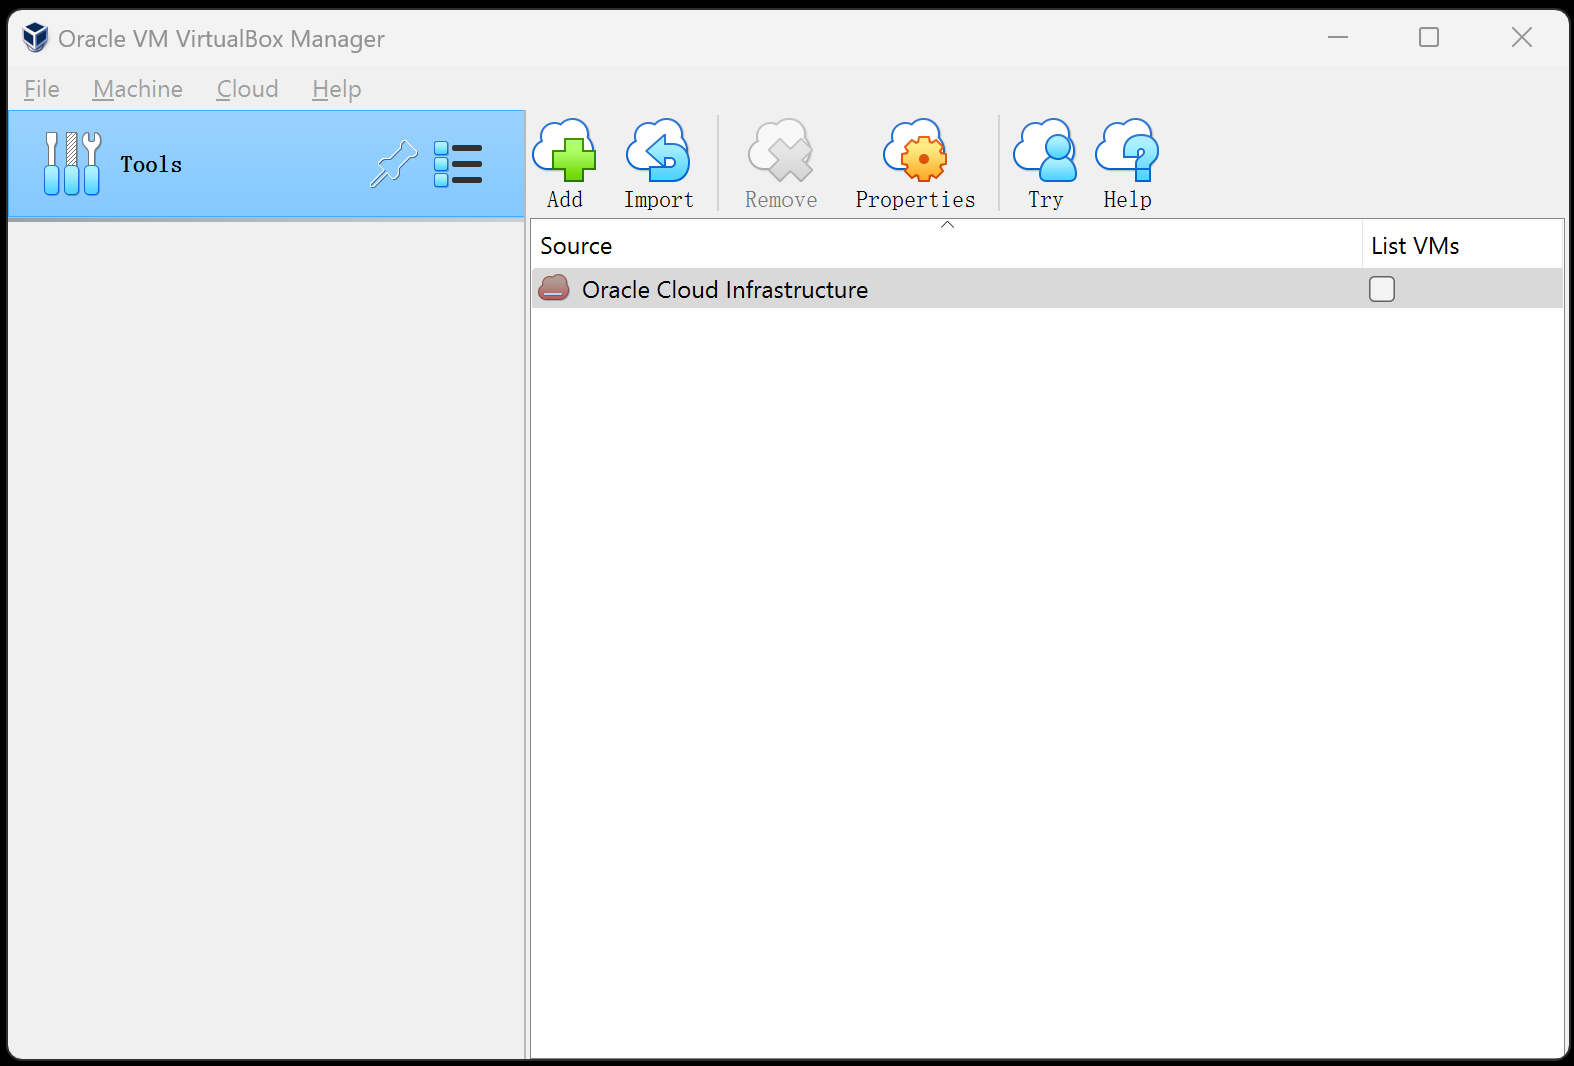 Oracle VM VirtualBox Manager
File Machine Cloud Help
Tools
Add Import Remove Properties Try Help
Source List VMs
Oracle Cloud Infrastructure